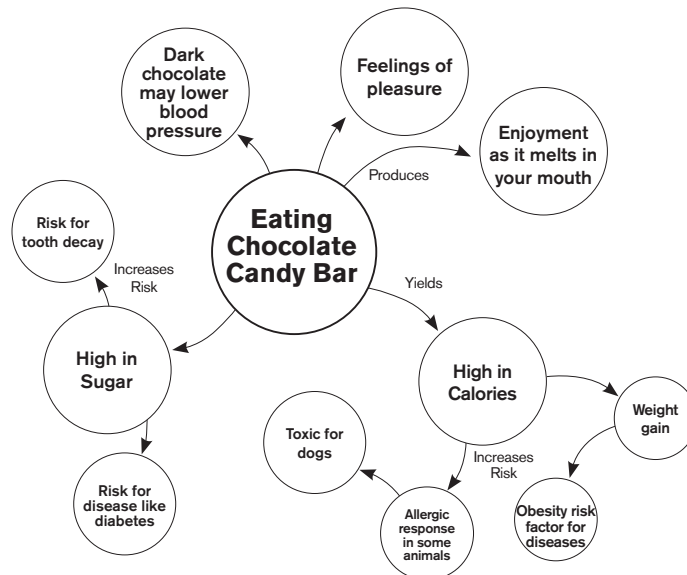 Dark
chocolate
may lower
blood
pressure
Feelings of
pleasure
Enjoyment
as it melts in
your mouth
Produces
Eating
Chocolate
Candy Bar
Risk for
tooth decay
Increases
Risk
Yields
High in
Sugar
High in
Calories
Weight
gain
Toxic for
dogs
Increases
Risk
Risk for
disease like
diabetes
Allergic
response
in some
animals
Obesity risk
factor for
diseases